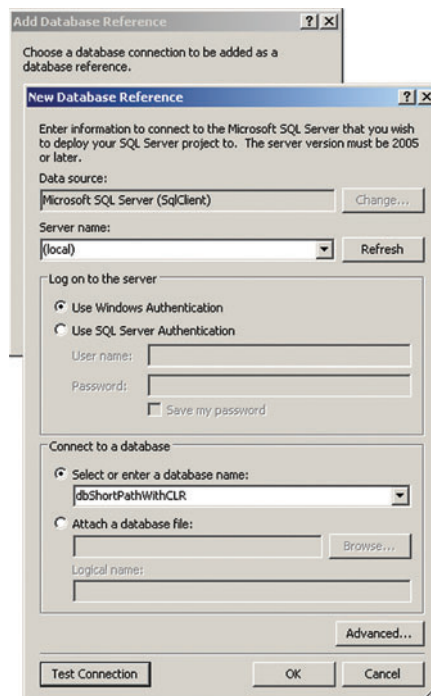 Add Database Reference
Choose a database connection to be added as a
database reference.
New Database Reference
Enter information to connect to the Microsoft SQL Server that you wish
to deploy your SQL Server project to. The server version must be 2005
or later.
Data source:
Microsoft SQL Server (SqlClient)
Change...
Server name:
(local)
Refresh
Log on to the server
Use Windows Authentication
Use SQL Server Authentication
User name:
Password:
Save my password
Connect to a database
Select or enter a database name:
dbShortPathWithCLR
Attach a database file:
Browse...
Logical name:
Advanced...
Test Connection
OK
Cancel